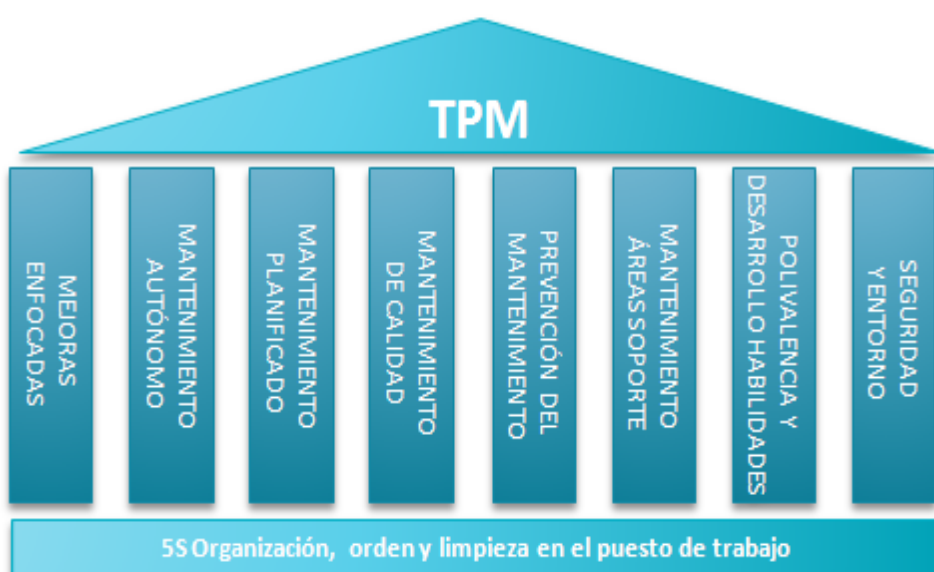 TPM
MEJORAS
ENFOCADAS
MANTENIMIENTO
AUTÓNOMO
MANTENIMIENTO
PLANIFICADO
MANTENIMIENTO
DE CALIDAD
PREVENCIÓN DEL
MANTENIMIENTO
MANTENIMIENTO
ÁREAS SOPORTE
POLIVALENCIA Y
DESARROLLO HABILIDADES
SEGURIDAD
Y ENTORNO
5S Organización, orden y limpieza en el puesto de trabajo